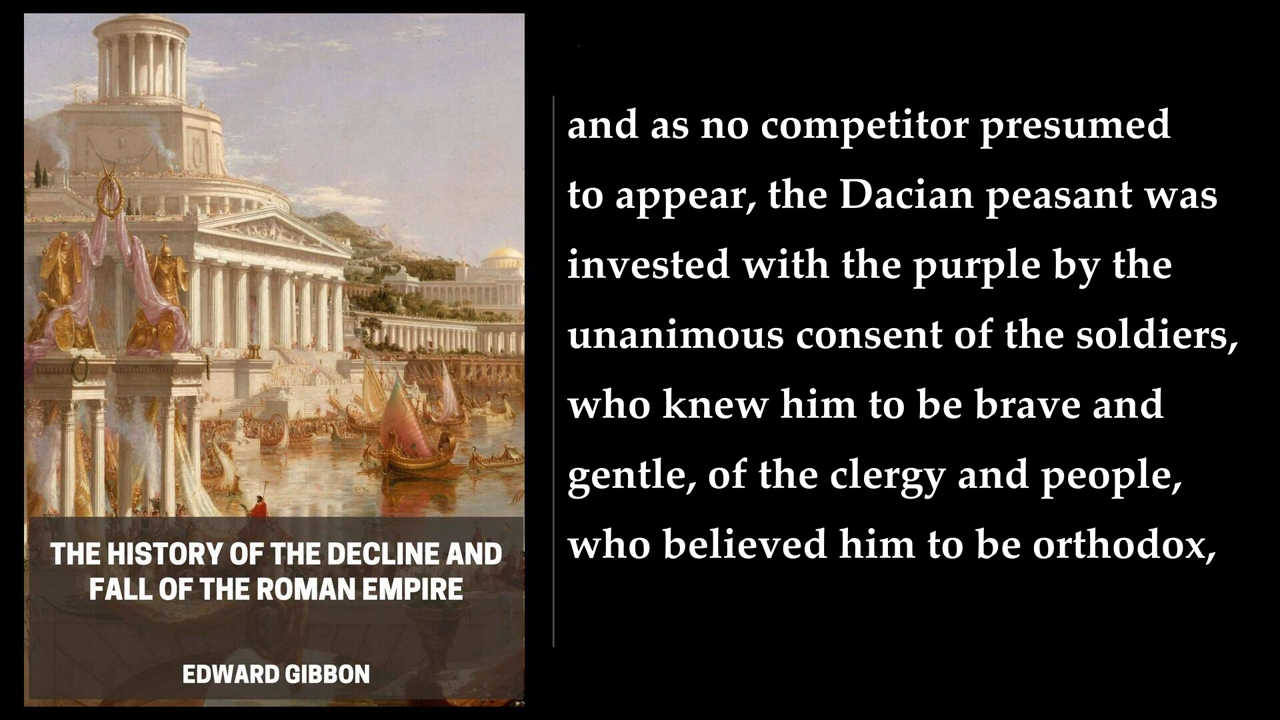 THE HISTORY OF THE DECLINE AND
FALL OF THE ROMAN EMPIRE
EDWARD GIBBON
and as no competitor presumed
to appear, the Dacian peasant was
invested with the purple by the
unanimous consent of the soldiers,
who knew him to be brave and
gentle, of the clergy and people,
who believed him to be orthodox,